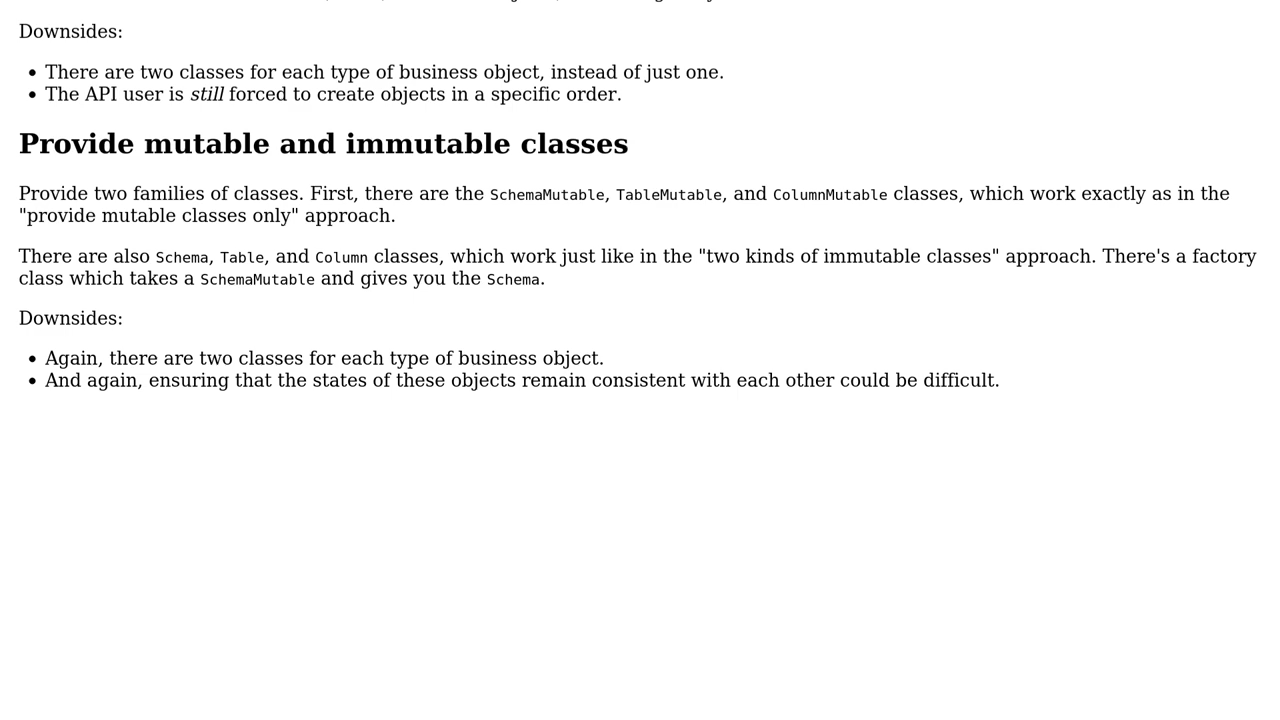 Downsides:
There are two classes for each type of business object, instead of just one.
The API user is still forced to create objects in a specific order.
Provide mutable and immutable classes
Provide two families of classes. First, there are the SchemaMutable, TableMutable, and ColumnMutable classes, which work exactly as in the
"provide mutable classes only" approach.
There are also Schema, Table, and Column classes, which work just like in the "two kinds of immutable classes" approach. There's a factory
class which takes a SchemaMutable and gives you the Schema.
Downsides:
Again, there are two classes for each type of business object.
And again, ensuring that the states of these objects remain consistent with each other could be difficult.